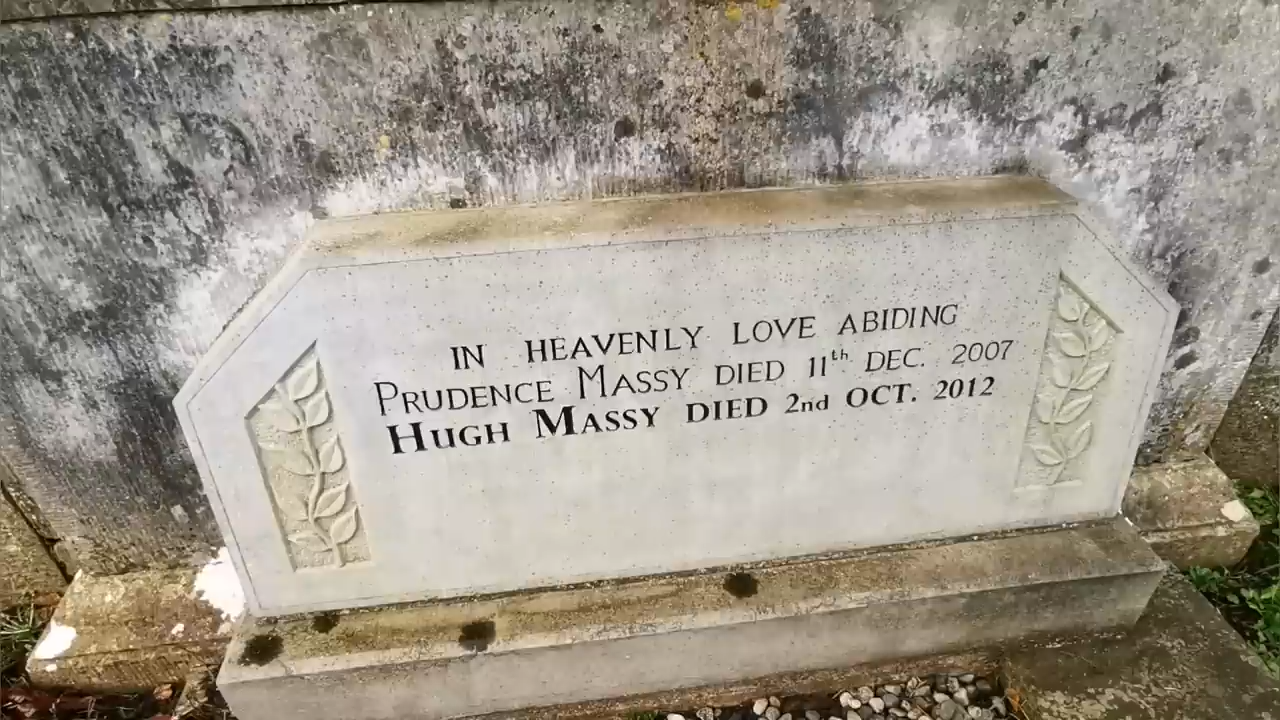 IN HEAVENLY LOVE ABIDING
PRUDENCE MASSY DIED 11th DEC. 2007
HUGH MASSY DIED 2nd OCT. 2012